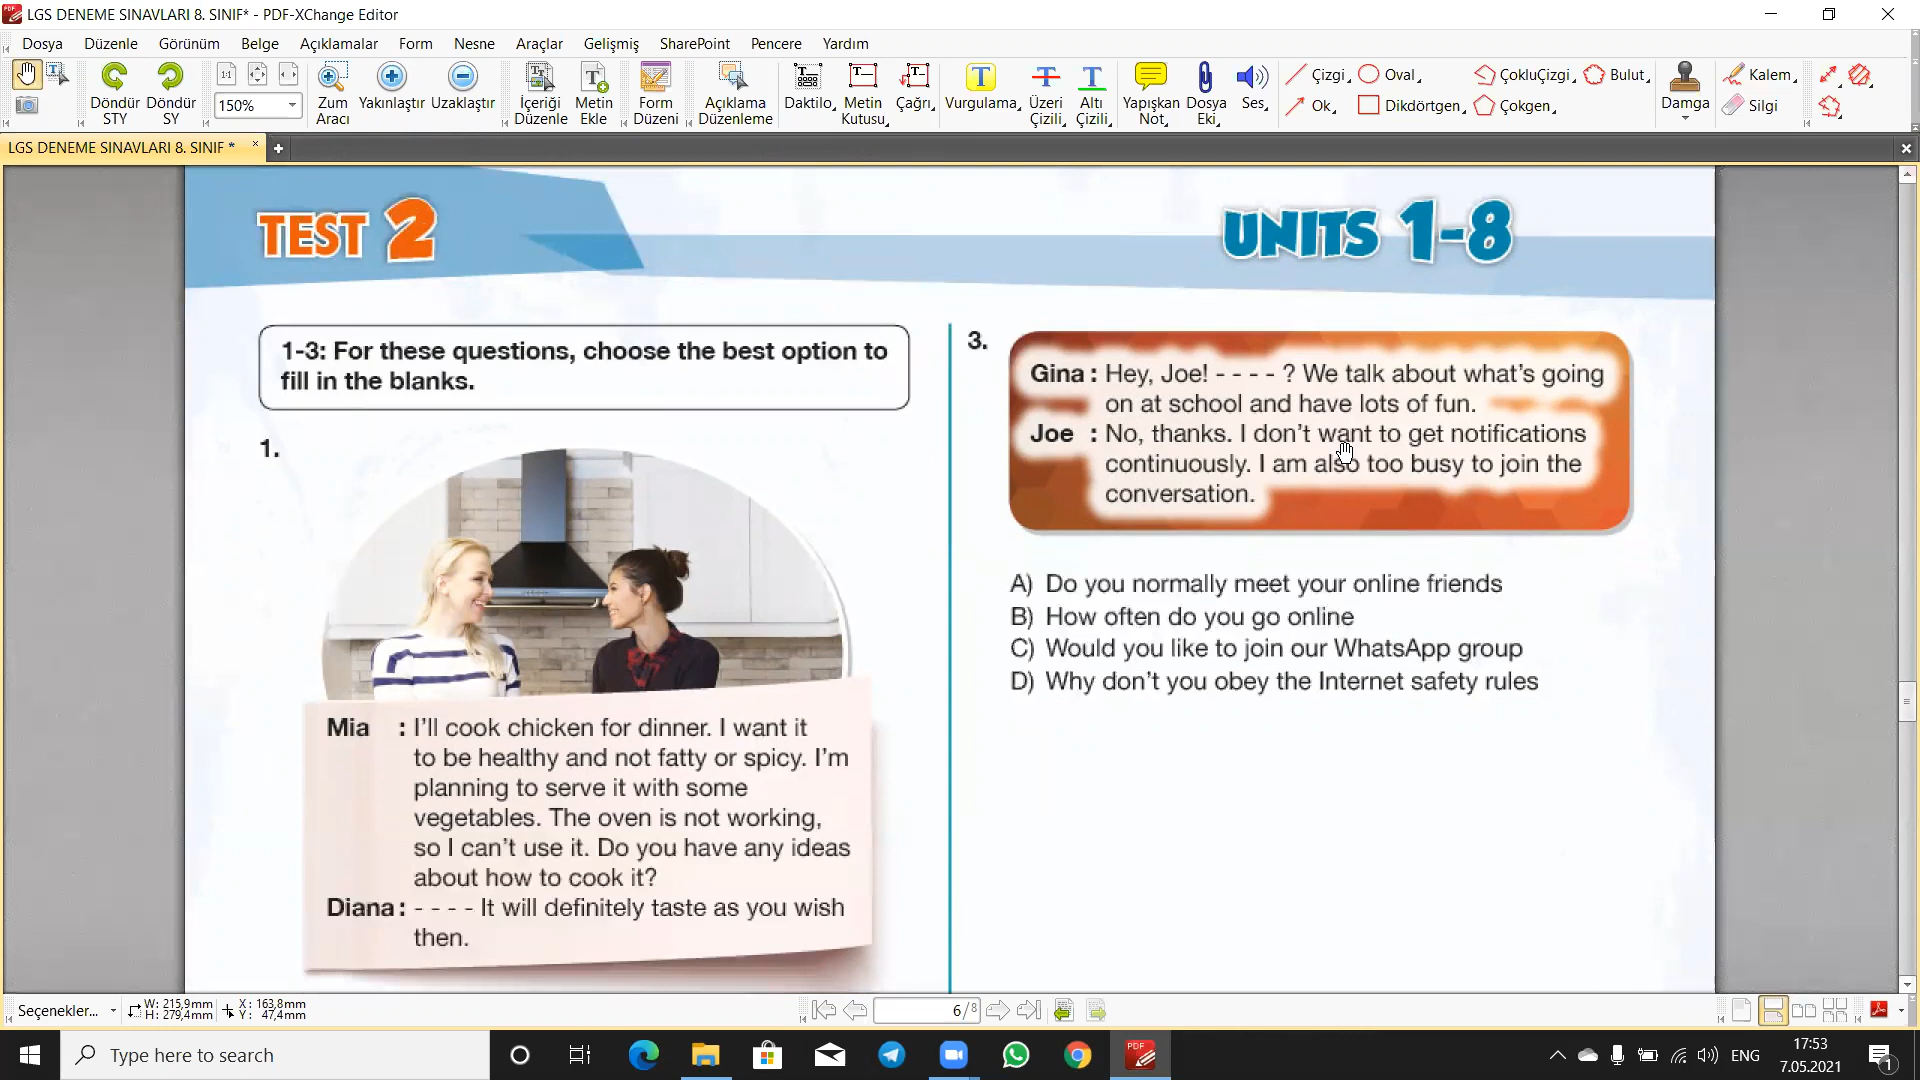 LGS DENEME SINAVLARI 8. SINIF* - PDF-XChange Editor
Dosya Düzenle Görünüm Belge Açıklamalar Form Nesne Araçlar Gelişmiş SharePoint Pencere Yardım
Döndür STY
Döndür SY
1:1
150%
Zum Aracı
Yakınlaştır
Uzaklaştır
İçeriği Düzenle
Metin Ekle
Form Düzeni
Açıklama Düzenleme
Daktilo
Metin Kutusu
Çağrı
Vurgulama
Üzeri Çizili
Altı Çizili
Yapışkan Not
Dosya Eki
Ses
Çizgi
Ok
Oval
Dikdörtgen
ÇokluÇizgi
Çokgen
Bulut
Damga
Kalem
Silgi
LGS DENEME SINAVLARI 8. SINIF *
TEST 2
UNITS 1-8
1-3: For these questions, choose the best option to
fill in the blanks.
1.
Mia : I'll cook chicken for dinner. I want it
to be healthy and not fatty or spicy. I'm
planning to serve it with some
vegetables. The oven is not working,
so I can't use it. Do you have any ideas
about how to cook it?
Diana : - - - - It will definitely taste as you wish
then.
3.
Gina : Hey, Joe! - - - - ? We talk about what's going
on at school and have lots of fun.
Joe : No, thanks. I don't want to get notifications
continuously. I am also too busy to join the
conversation.
A) Do you normally meet your online friends
B) How often do you go online
C) Would you like to join our WhatsApp group
D) Why don't you obey the Internet safety rules
Seçenekler...
W: 215,9mm
H: 279,4mm
X: 163,8mm
Y: 47,4mm
6/8
Type here to search
PDF
ENG
17:53
7.05.2021
1